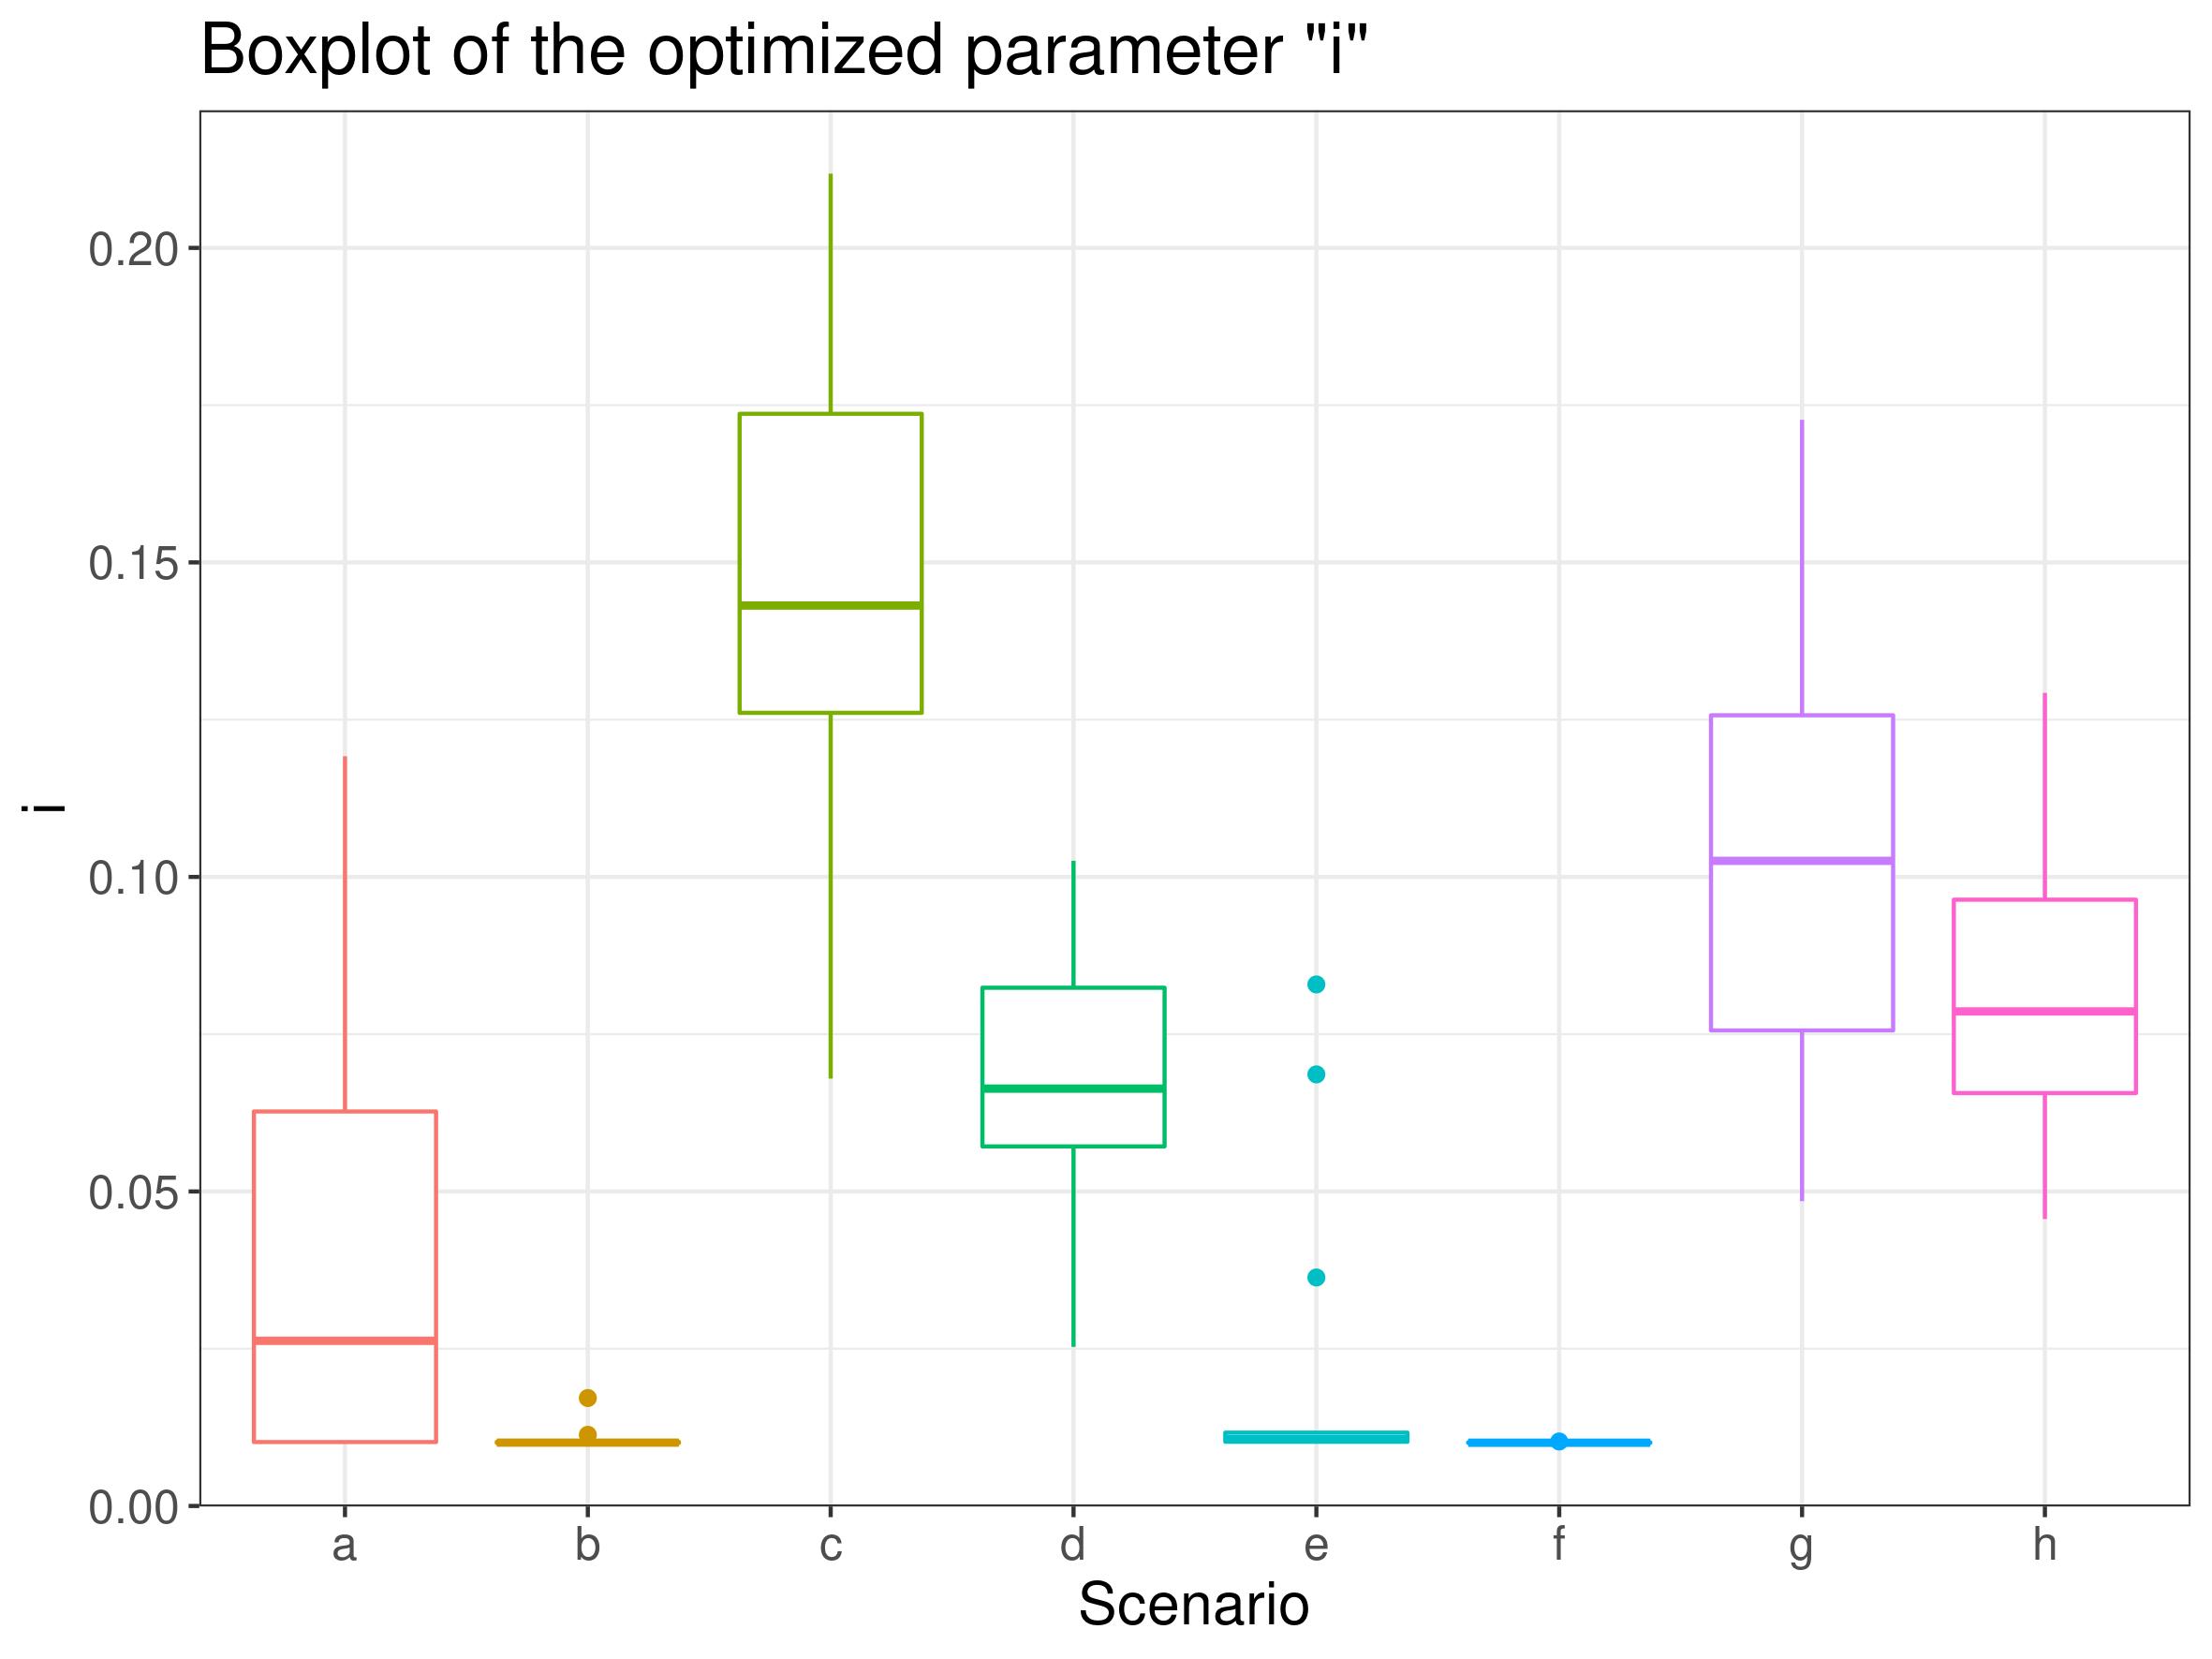 Boxplot of the optimized parameter "i"
0.20
0.15
i
0.10
0.05
0.00
a b c d e f g h
Scenario